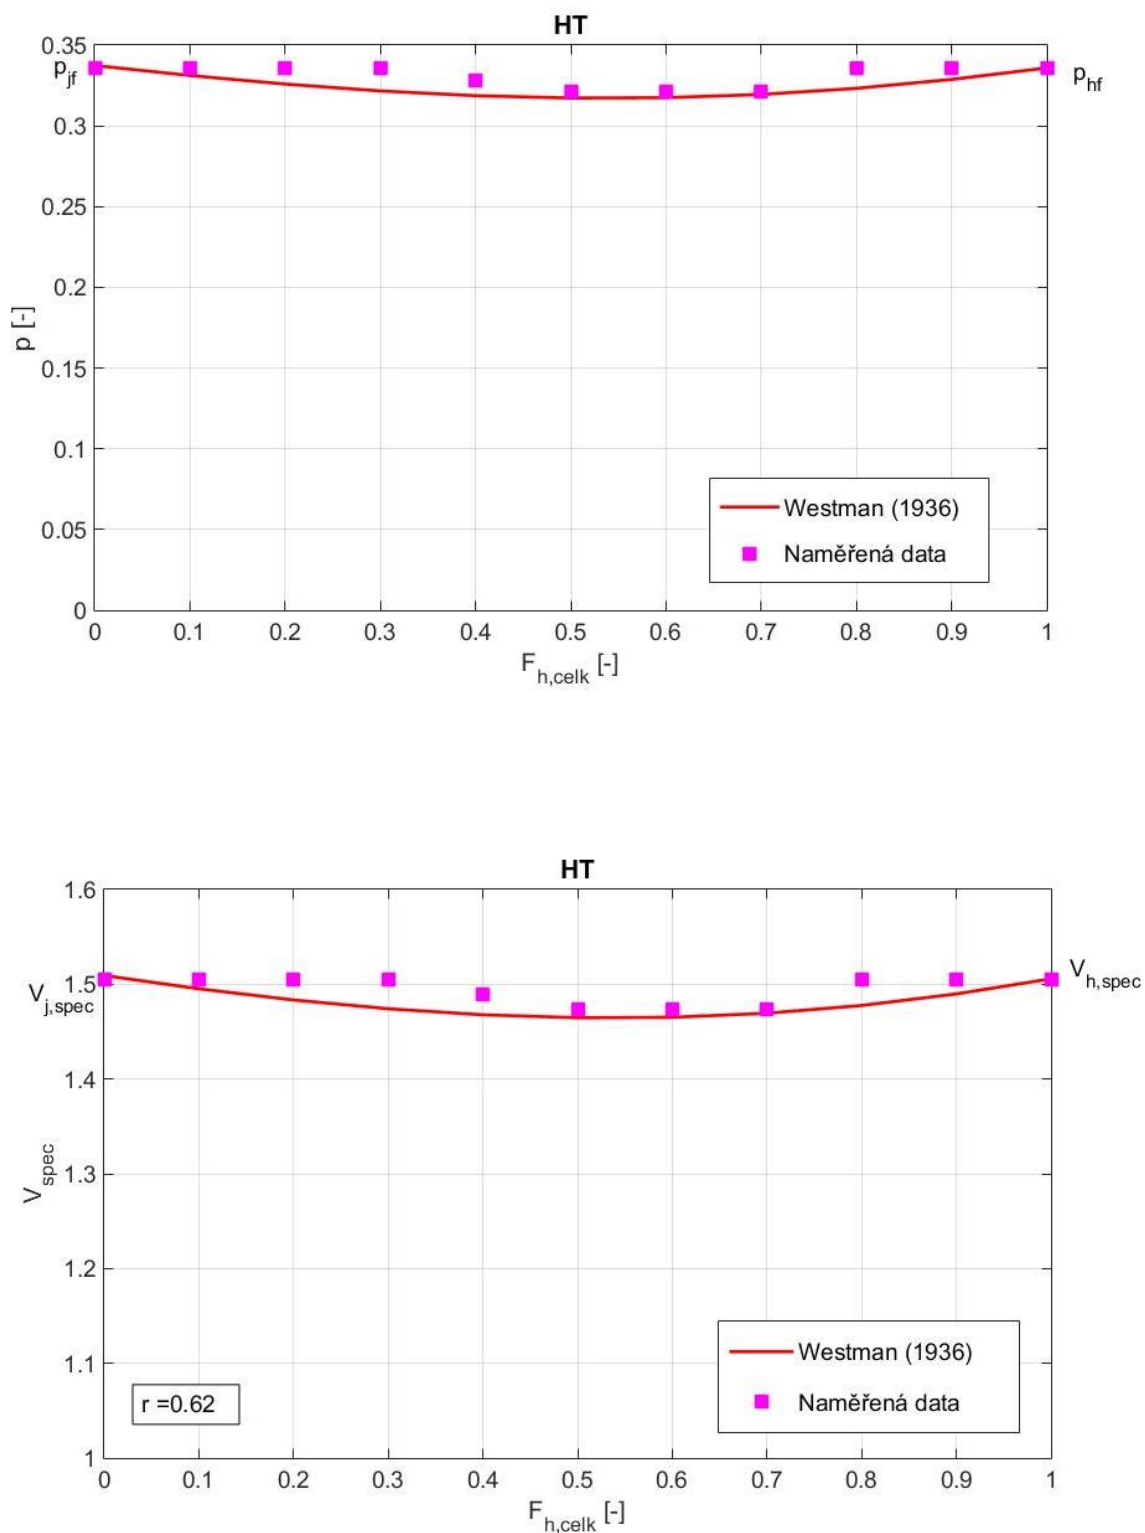 HT
0.35
p_jf
p_hf
0.3
0.25
0.2
p [-]
0.15
0.1
0.05
0
Westman (1936)
Naměřená data
0 0.1 0.2 0.3 0.4 0.5 0.6 0.7 0.8 0.9 1
F_h,celk [-]
HT
1.6
1.5
V_j,spec
V_h,spec
1.4
1.3
V_spec
1.2
1.1
1
Westman (1936)
Naměřená data
r =0.62
0 0.1 0.2 0.3 0.4 0.5 0.6 0.7 0.8 0.9 1
F_h,celk [-]